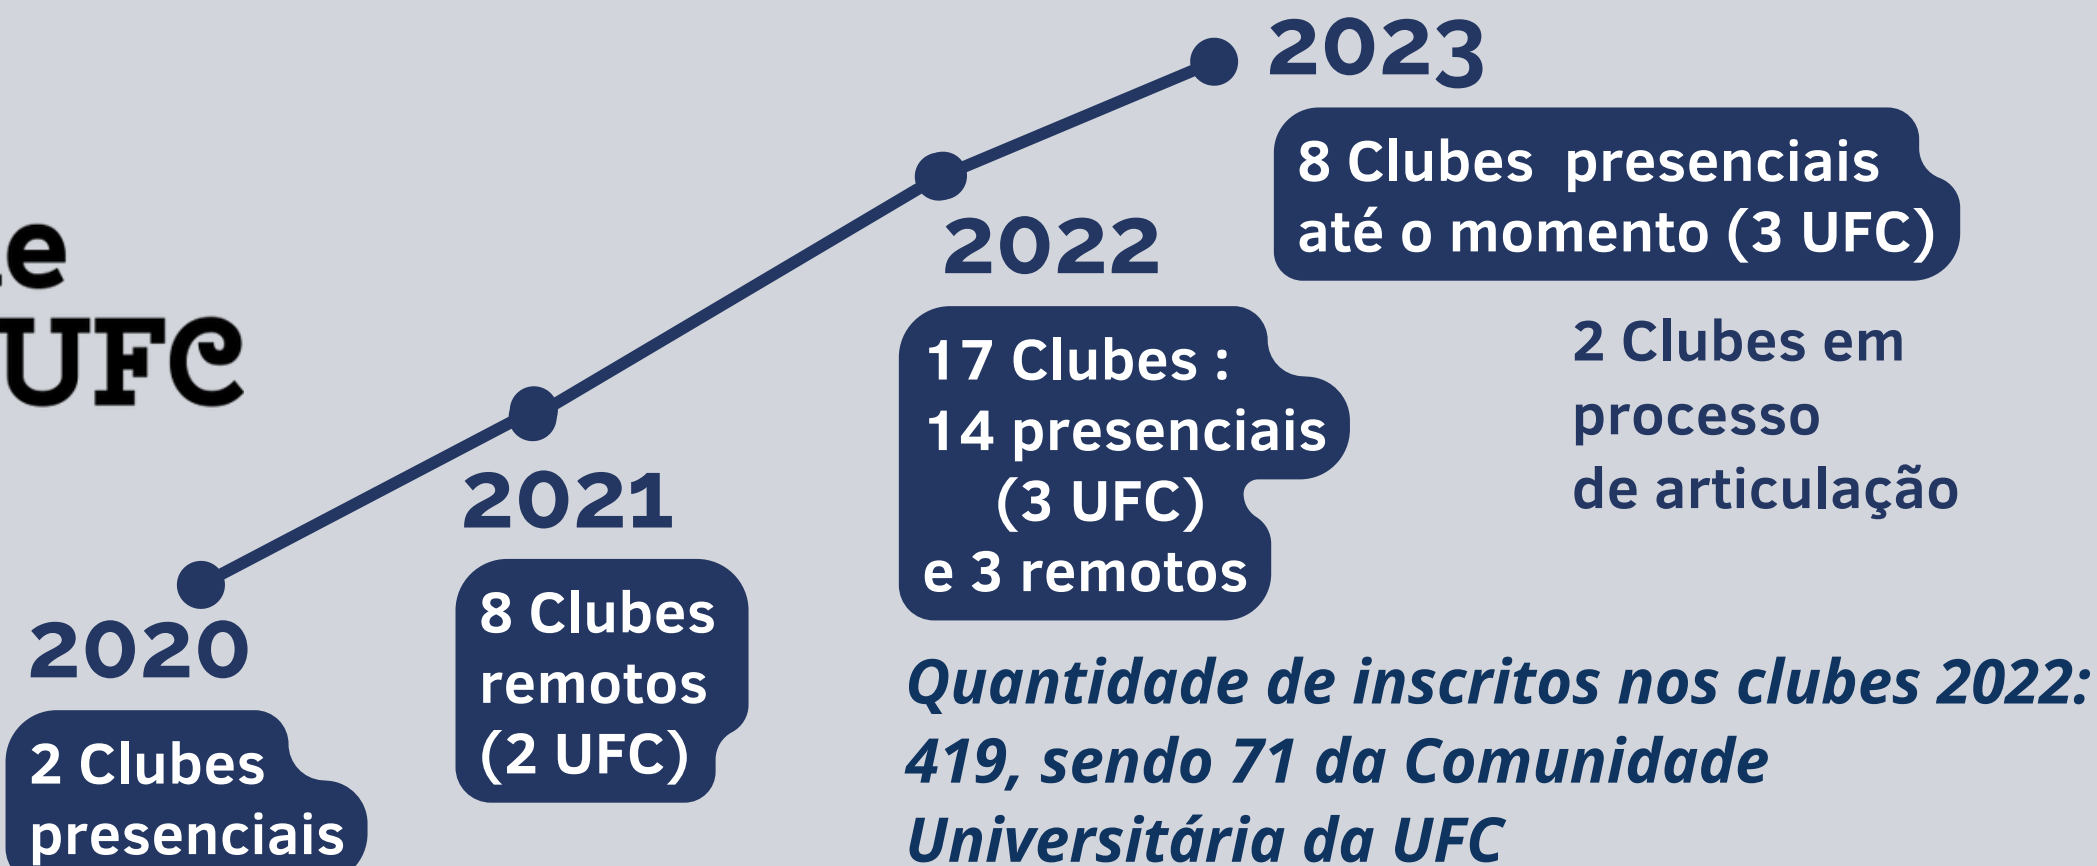 UFC
2020
2 Clubes
presenciais
2021
8 Clubes
remotos
(2 UFC)
2022
17 Clubes :
14 presenciais
(3 UFC)
e 3 remotos
Quantidade de inscritos nos clubes 2022:
419, sendo 71 da Comunidade
Universitária da UFC
2023
8 Clubes presenciais
até o momento (3 UFC)
2 Clubes em
processo
de articulação